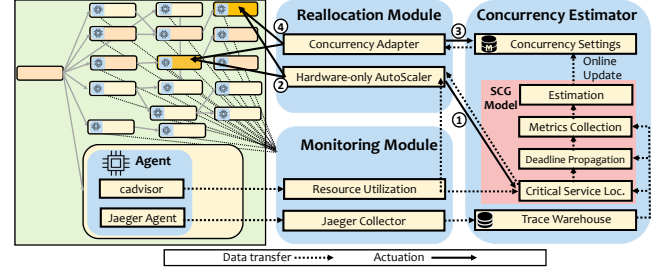 Reallocation Module
Concurrency Estimator
4
Concurrency Adapter
3
M
Concurrency Settings
2
Hardware-only AutoScaler
Online
Update
SCG
Model
Estimation
1
Metrics Collection
Monitoring Module
Deadline Propagation
Agent
cadvisor
Resource Utilization
Critical Service Loc.
Jaeger Agent
Jaeger Collector
Trace Warehouse
Data transfer
Actuation